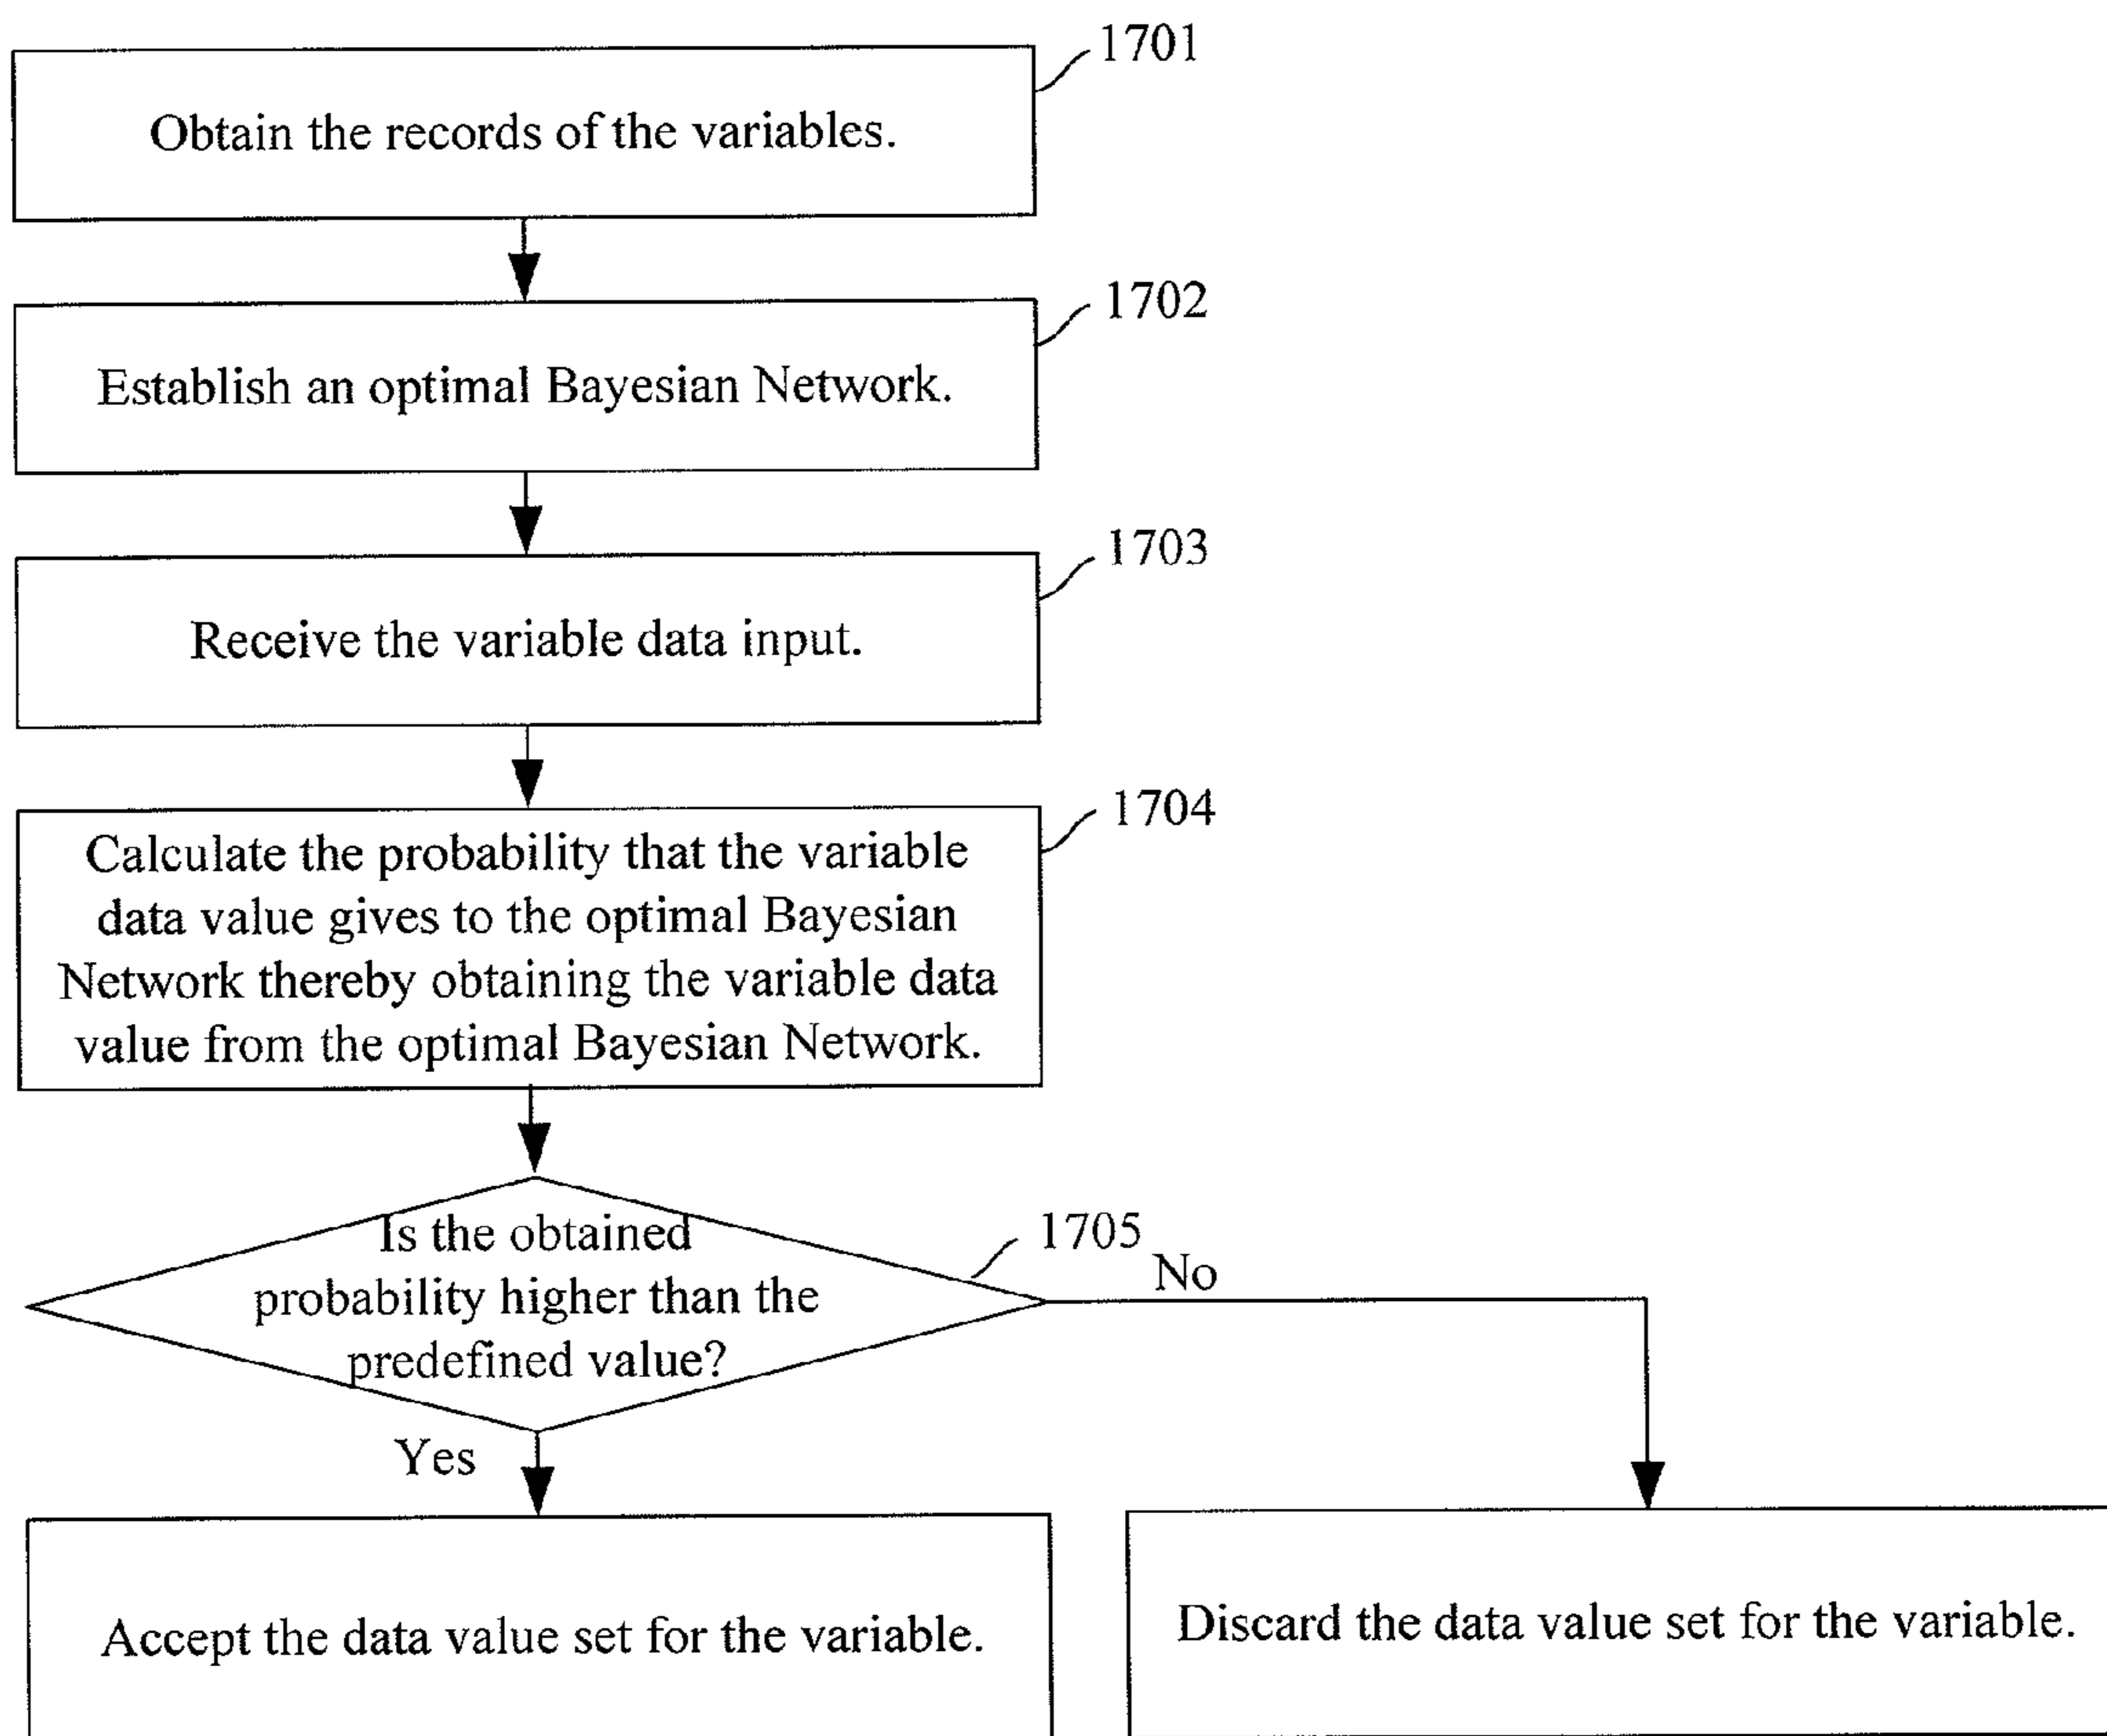 1701
Obtain the records of the variables.
1702
Establish an optimal Bayesian Network.
1703
Receive the variable data input.
1704
Calculate the probability that the variable
data value gives to the optimal Bayesian
Network thereby obtaining the variable data
value from the optimal Bayesian Network.
Is the obtained
probability higher than the
predefined value?
1705
No
Yes
Accept the data value set for the variable.
Discard the data value set for the variable.